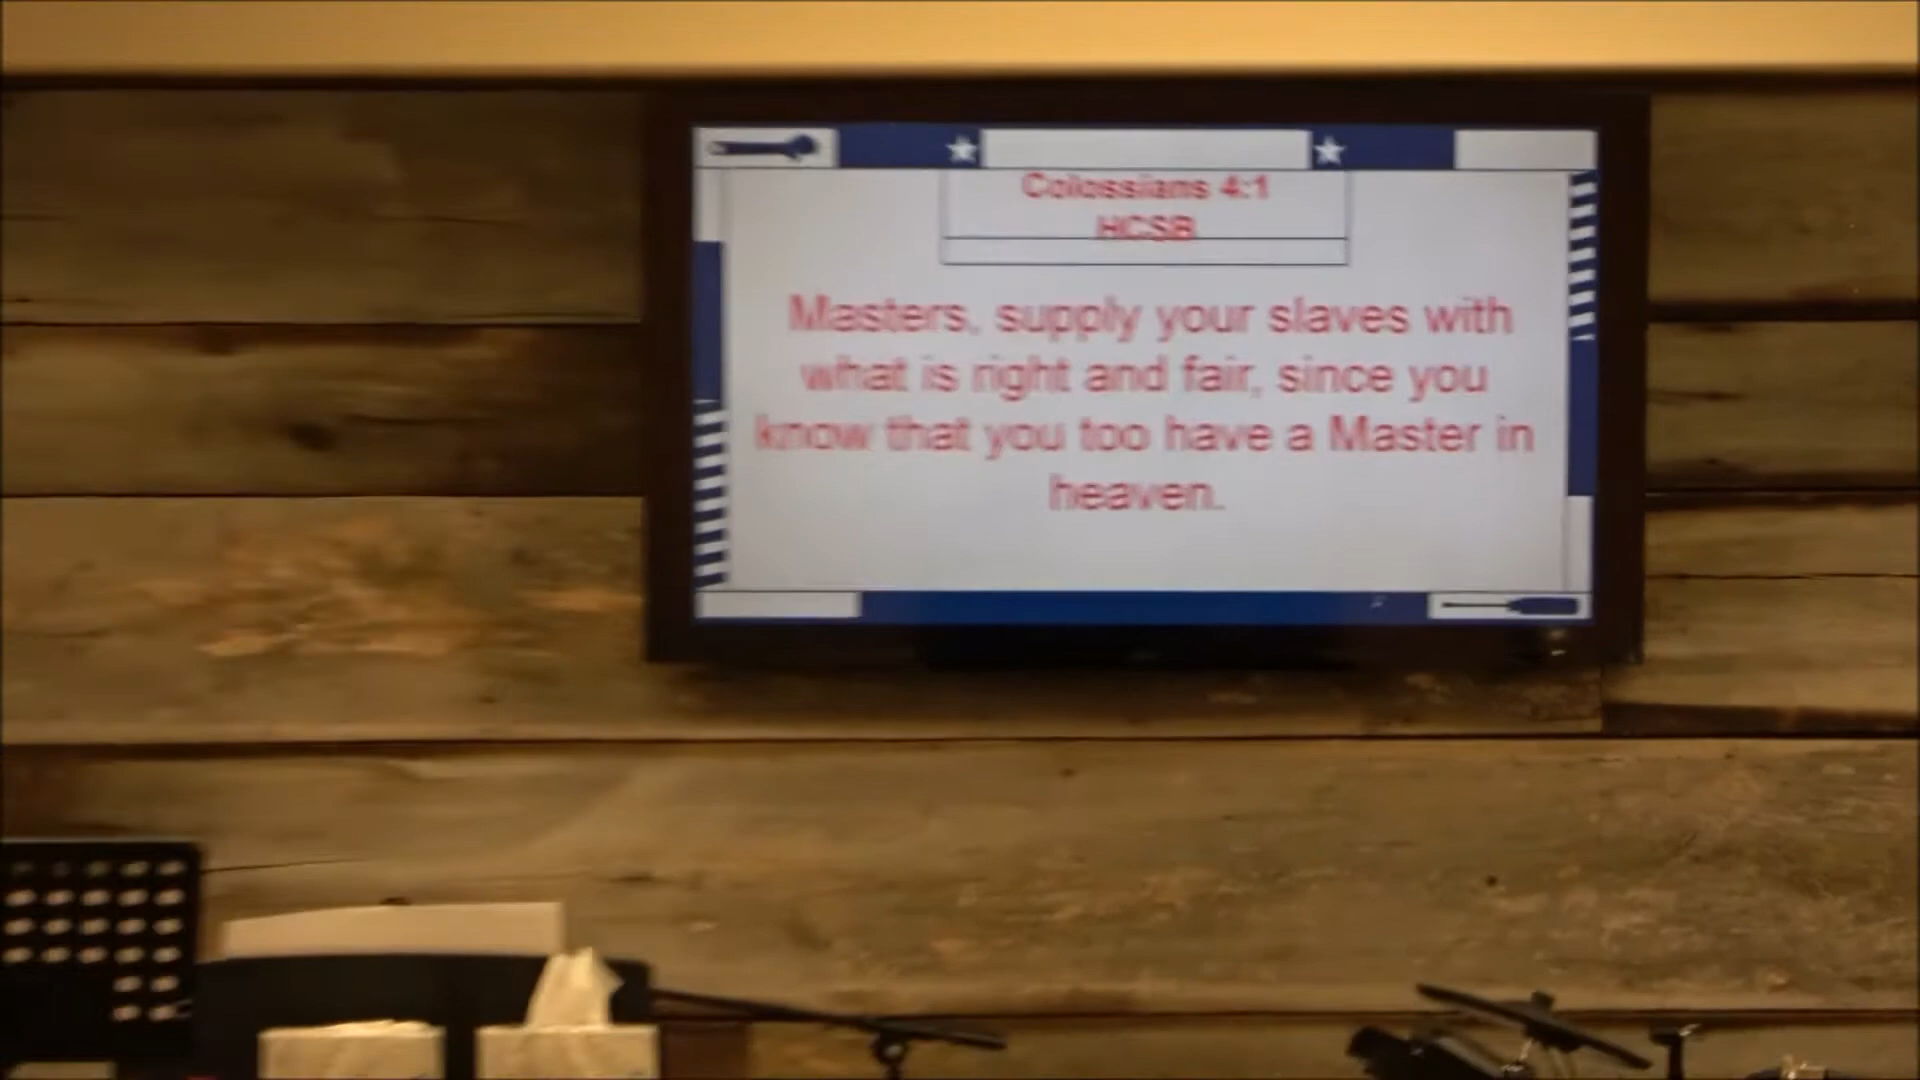 Colossians 4:1
HCSB
Masters, supply your slaves with
what is right and fair, since you
know that you too have a Master in
heaven.